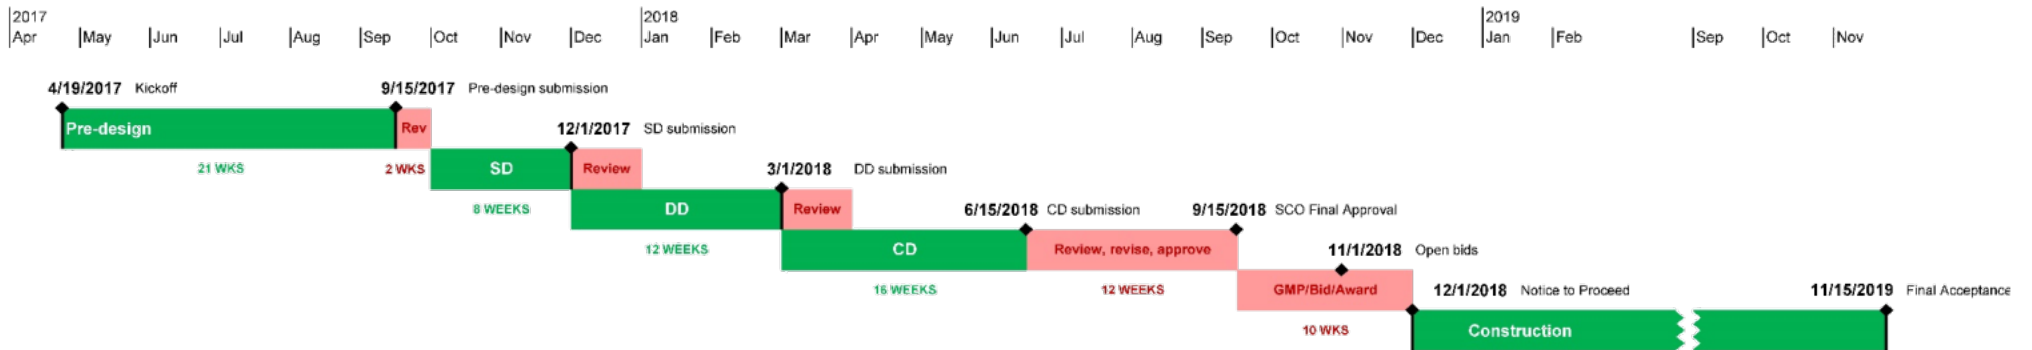 2017 2018 2019
Apr May Jun Jul Aug Sep Oct Nov Dec Jan Feb Mar Apr May Jun Jul Aug Sep Oct Nov Dec Jan Feb Sep Oct Nov
4/19/2017 Kickoff 9/15/2017 Pre-design submission
Pre-design Rev 12/1/2017 SD submission
21 WKS 2 WKS SD Review 3/1/2018 DD submission
8 WEEKS DD Review 6/15/2018 CD submission 9/15/2018 SCO Final Approval
12 WEEKS CD Review, revise, approve 11/1/2018 Open bids
16 WEEKS 12 WEEKS GMP/Bid/Award 12/1/2018 Notice to Proceed 11/15/2019 Final Acceptance
10 WKS Construction